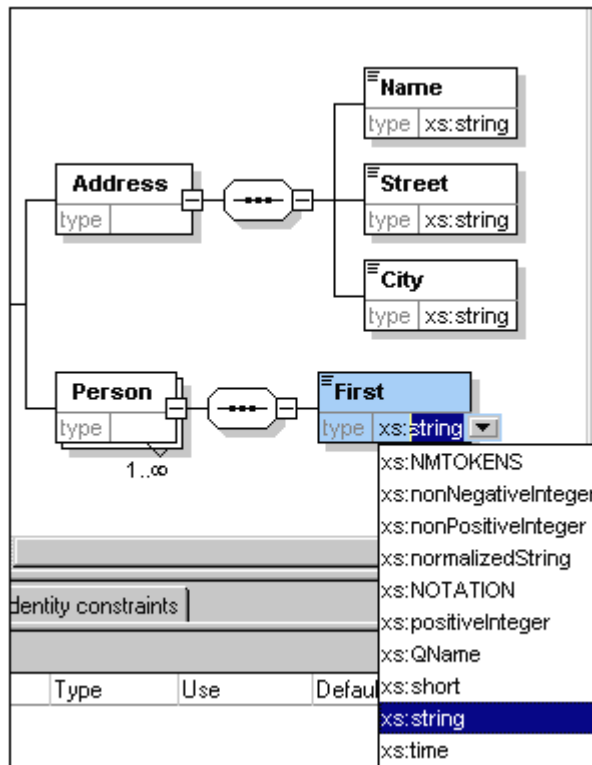 Name
type xs:string
Address
type
Street
type xs:string
City
type xs:string
Person
type
1..∞
First
type xs:string
xs:NMTOKENS
xs:nonNegativeInteger
xs:nonPositiveInteger
xs:normalizedString
xs:NOTATION
xs:positiveInteger
xs:QName
xs:short
xs:string
xs:time
dentity constraints
Type Use Defaul